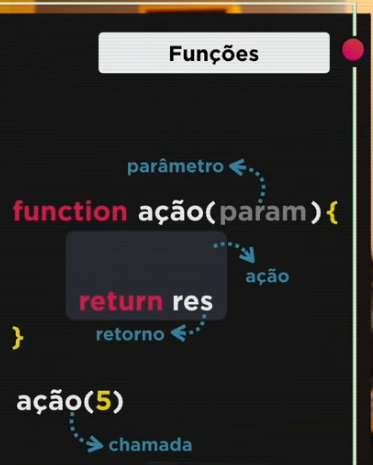 Funções
parâmetro
function ação(param){
ação
return res
retorno
}
ação(5)
chamada